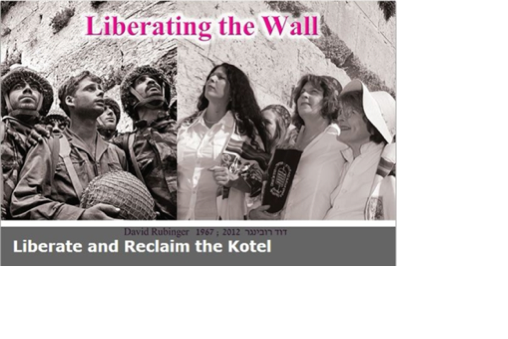 Liberating the Wall
David Rubinger 1967 ; 2012 דוד רובינגר
Liberate and Reclaim the Kotel